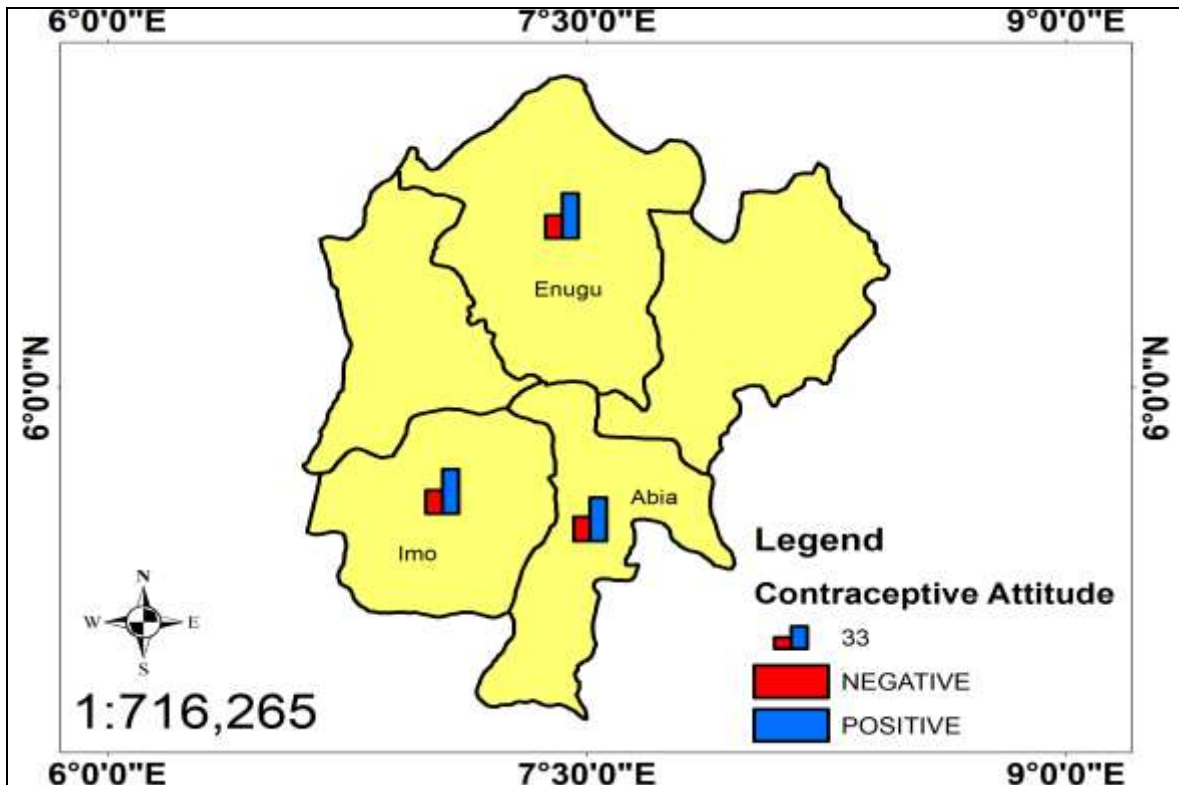 6°0'0"E 7°30'0"E 9°0'0"E
6°0'0"N
6°0'0"N
Enugu
Abia
Imo
Legend
Contraceptive Attitude
33
NEGATIVE
POSITIVE
N
W E
S
1:716,265
6°0'0"E 7°30'0"E 9°0'0"E